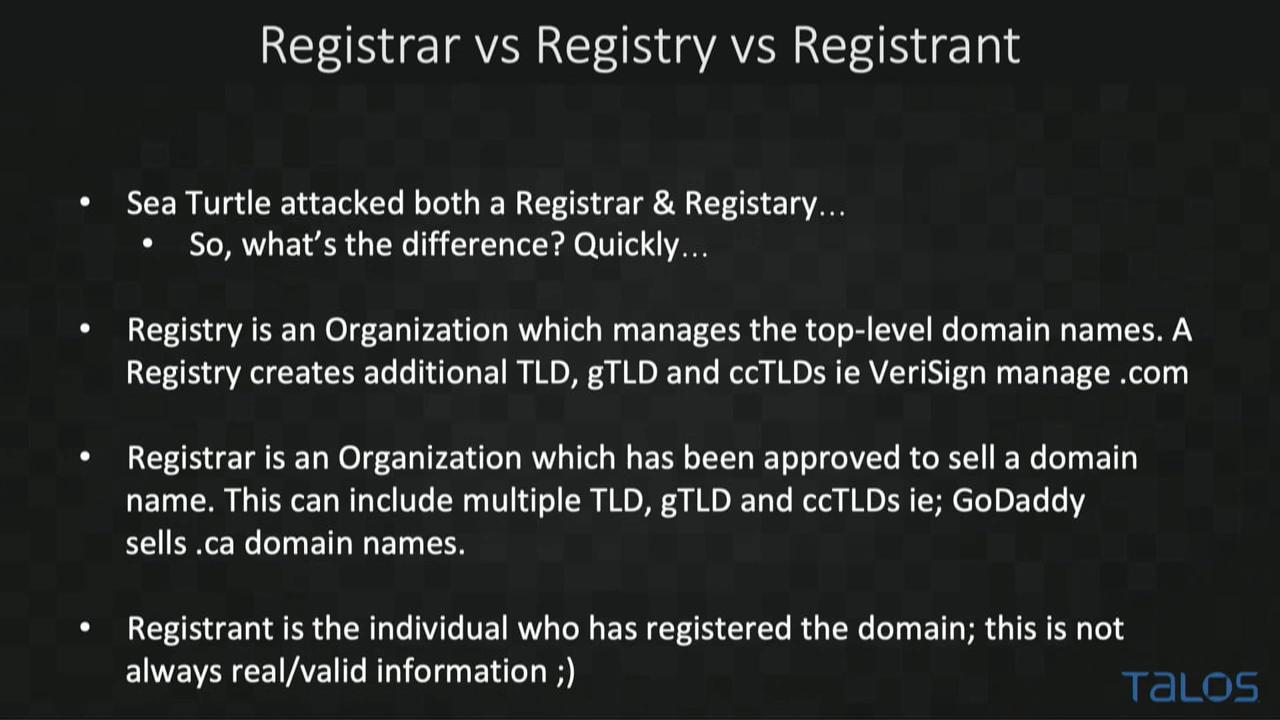 Registrar vs Registry vs Registrant
• Sea Turtle attacked both a Registrar & Registary…
• So, what’s the difference? Quickly…
• Registry is an Organization which manages the top-level domain names. A
Registry creates additional TLD, gTLD and ccTLDs ie VeriSign manage .com
• Registrar is an Organization which has been approved to sell a domain
name. This can include multiple TLD, gTLD and ccTLDs ie; GoDaddy
sells .ca domain names.
• Registrant is the individual who has registered the domain; this is not
always real/valid information ;)
TALOS